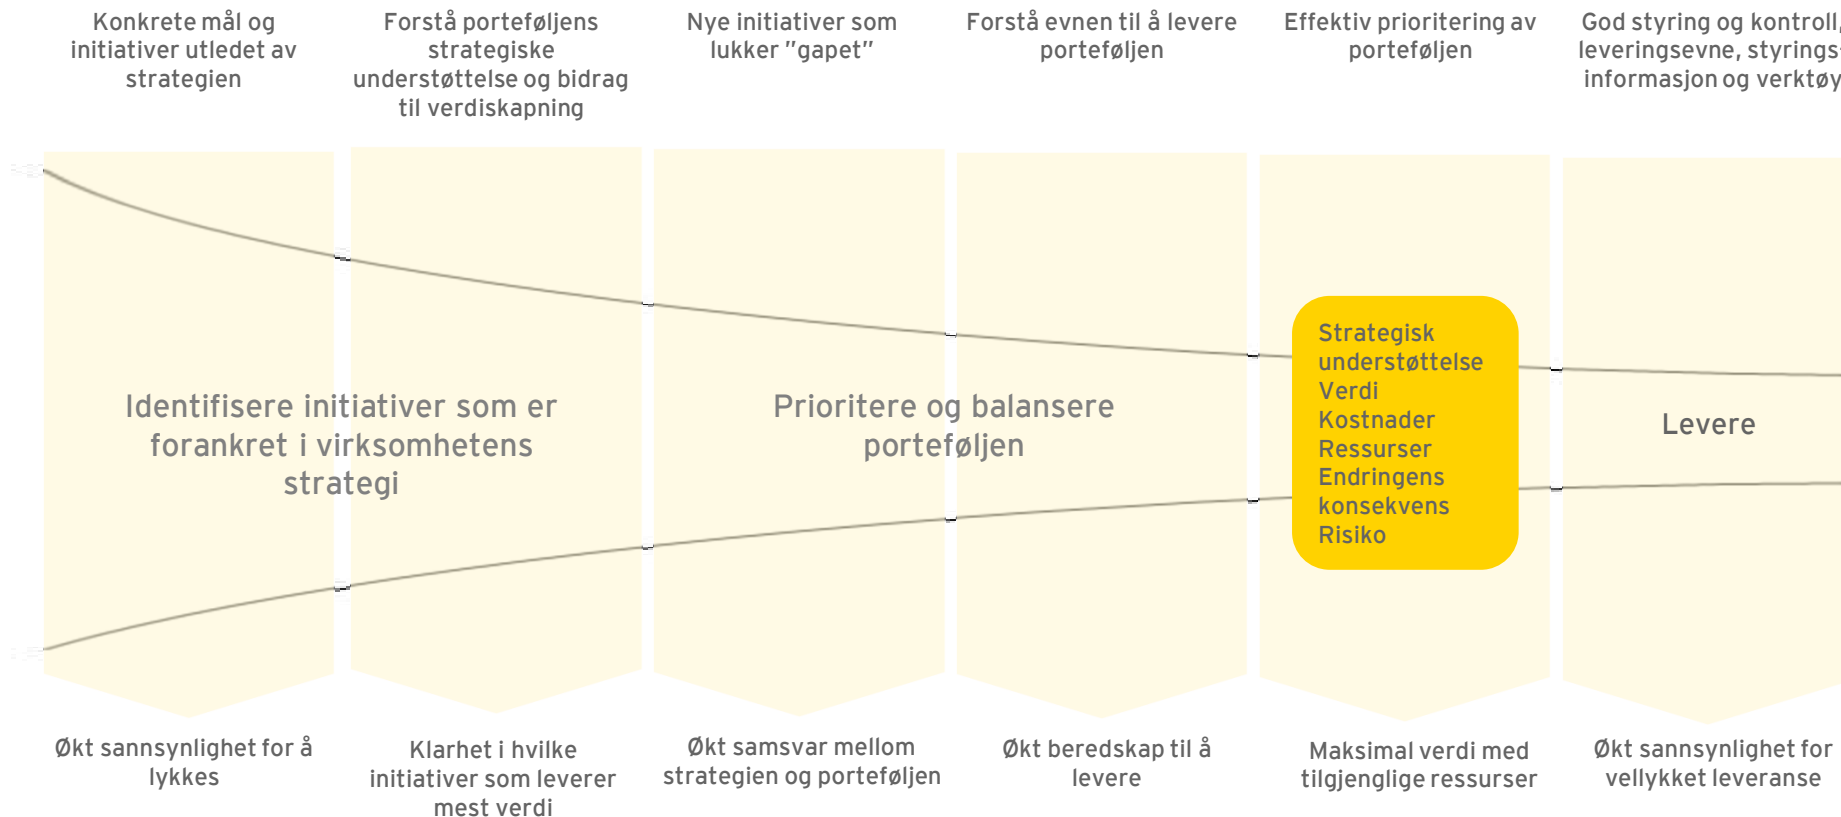 Konkrete mål og
initiativer utledet av
strategien
Forstå porteføljens
strategiske
understøttelse og bidrag
til verdiskapning
Nye initiativer som
lukker "gapet"
Forstå evnen til å levere
porteføljen
Effektiv prioritering av
porteføljen
God styring og kontroll,
leveringsevne, styrings-
informasjon og verktøy
Identifisere initiativer som er
forankret i virksomhetens
strategi
Prioritere og balansere
porteføljen
Strategisk
understøttelse
Verdi
Kostnader
Ressurser
Endringens
konsekvens
Risiko
Levere
Økt sannsynlighet for å
lykkes
Klarhet i hvilke
initiativer som leverer
mest verdi
Økt samsvar mellom
strategien og porteføljen
Økt beredskap til å
levere
Maksimal verdi med
tilgjenglige ressurser
Økt sannsynlighet for
vellykket leveranse